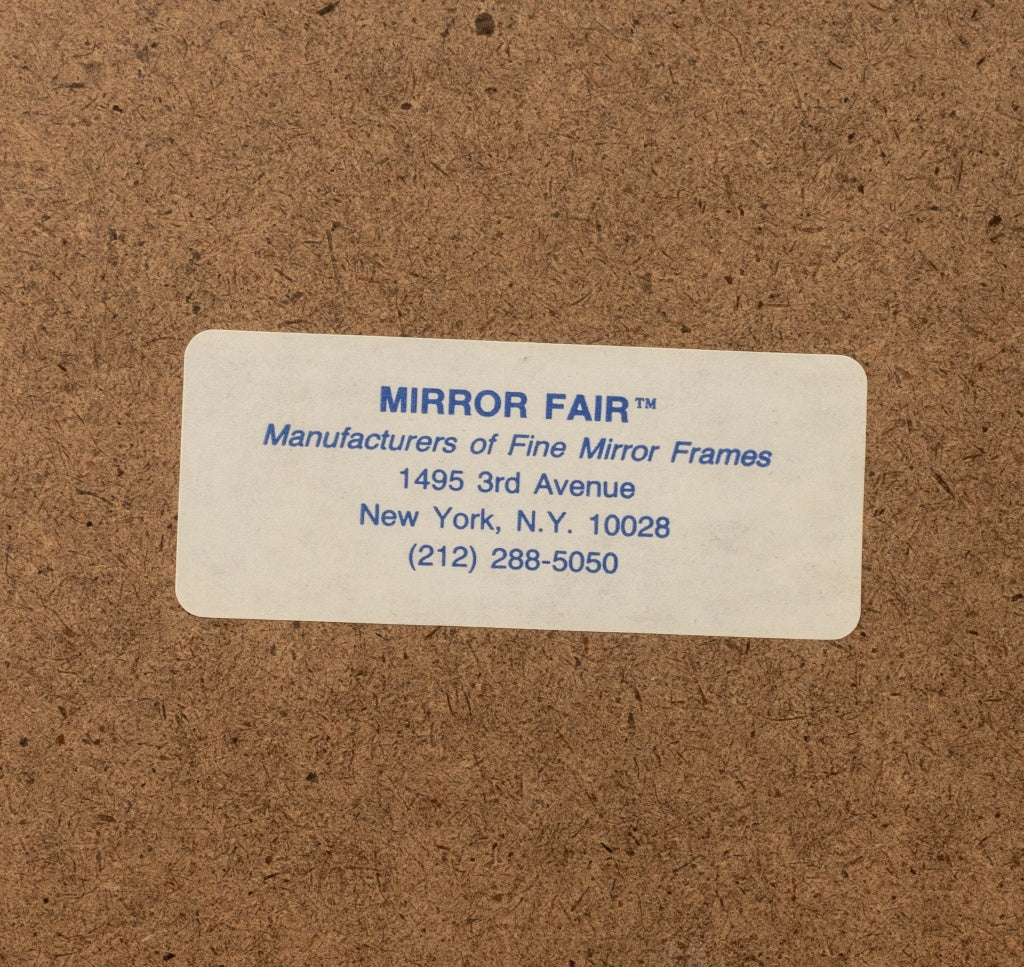 MIRROR FAIR™
Manufacturers of Fine Mirror Frames
1495 3rd Avenue
New York, N.Y. 10028
(212) 288-5050